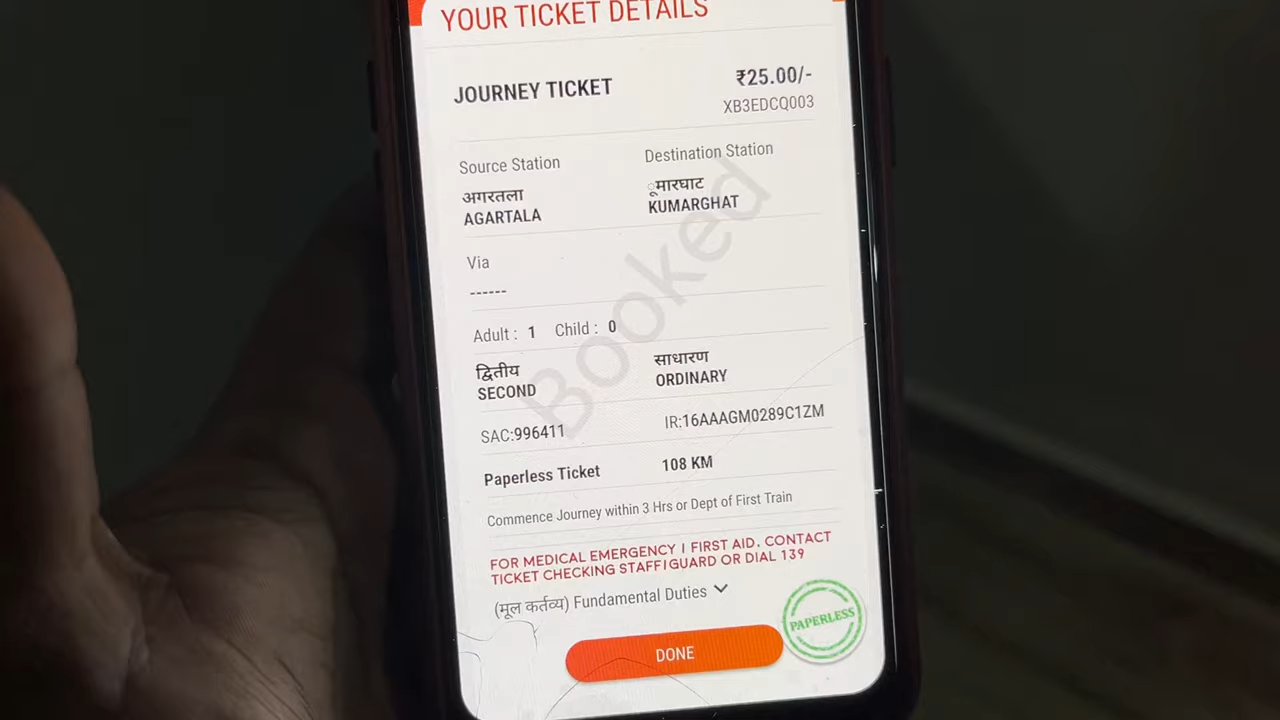 YOUR TICKET DETAILS
JOURNEY TICKET
₹25.00/-
XB3EDCQ003
Source Station
Destination Station
अगरतला
ूमारघाट
AGARTALA
KUMARGHAT
Via
------
Adult : 1 Child : 0
द्वितीय
साधारण
SECOND
ORDINARY
SAC:996411
IR:16AAAGM0289C1ZM
Paperless Ticket
108 KM
Commence Journey within 3 Hrs or Dept of First Train
FOR MEDICAL EMERGENCY | FIRST AID. CONTACT
TICKET CHECKING STAFF|GUARD OR DIAL 139
(मूल कर्तव्य) Fundamental Duties
PAPERLESS
DONE
Booked